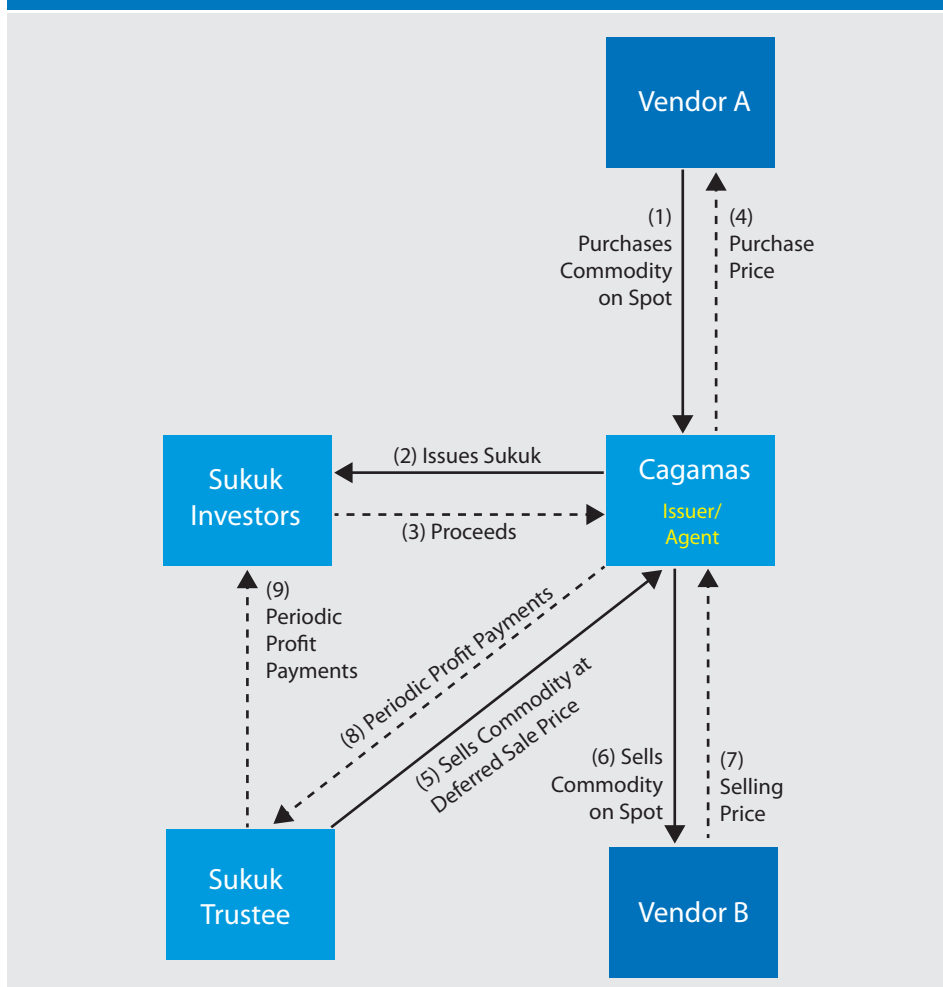 Vendor A
(1)
Purchases
Commodity
on Spot
(4)
Purchase
Price
Sukuk
Investors
(2) Issues Sukuk
(3) Proceeds
Cagamas
Issuer/
Agent
(9)
Periodic
Profit
Payments
(8) Periodic Profit Payments
(5) Sells Commodity at
Deferred Sale Price
(6) Sells
Commodity
on Spot
(7)
Selling
Price
Sukuk
Trustee
Vendor B